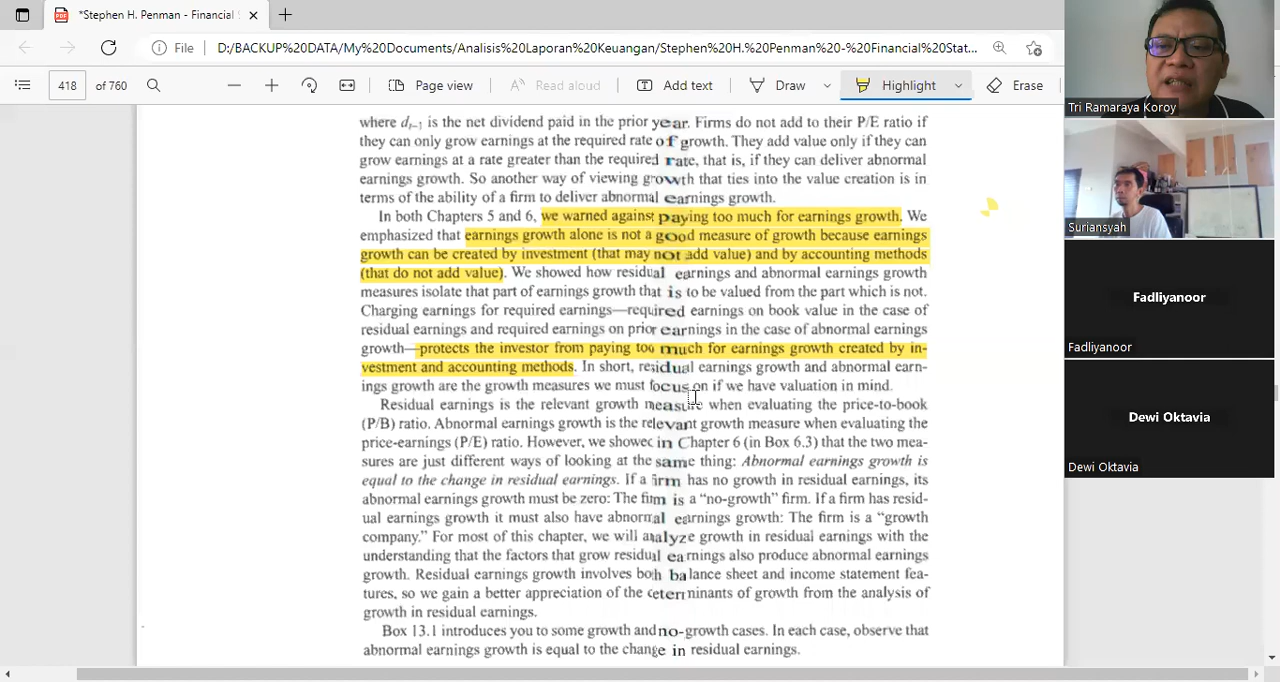 *Stephen H. Penman - Financial S
File
D:/BACKUP%20DATA/My%20Documents/Analisis%20Laporan%20Keuangan/Stephen%20H.%20Penman%20-%20Financial%20Stat...
418
of 760
Page view
Read aloud
Add text
Draw
Highlight
Erase
where dt−1 is the net dividend paid in the prior year. Firms do not add to their P/E ratio if
they can only grow earnings at the required rate of growth. They add value only if they can
grow earnings at a rate greater than the required rate, that is, if they can deliver abnormal
earnings growth. So another way of viewing growth that ties into the value creation is in
terms of the ability of a firm to deliver abnormal earnings growth.
In both Chapters 5 and 6, we warned against paying too much for earnings growth. We
emphasized that earnings growth alone is not a good measure of growth because earnings
growth can be created by investment (that may not add value) and by accounting methods
(that do not add value). We showed how residual earnings and abnormal earnings growth
measures isolate that part of earnings growth that is to be valued from the part which is not.
Charging earnings for required earnings—required earnings on book value in the case of
residual earnings and required earnings on prior earnings in the case of abnormal earnings
growth—protects the investor from paying too much for earnings growth created by in-
vestment and accounting methods. In short, residual earnings growth and abnormal earn-
ings growth are the growth measures we must focus on if we have valuation in mind.
Residual earnings is the relevant growth measure when evaluating the price-to-book
(P/B) ratio. Abnormal earnings growth is the relevant growth measure when evaluating the
price-earnings (P/E) ratio. However, we showed in Chapter 6 (in Box 6.3) that the two mea-
sures are just different ways of looking at the same thing: Abnormal earnings growth is
equal to the change in residual earnings. If a firm has no growth in residual earnings, its
abnormal earnings growth must be zero: The firm is a “no-growth” firm. If a firm has resid-
ual earnings growth it must also have abnormal earnings growth: The firm is a “growth
company.” For most of this chapter, we will analyze growth in residual earnings with the
understanding that the factors that grow residual earnings also produce abnormal earnings
growth. Residual earnings growth involves both balance sheet and income statement fea-
tures, so we gain a better appreciation of the determinants of growth from the analysis of
growth in residual earnings.
Box 13.1 introduces you to some growth and no-growth cases. In each case, observe that
abnormal earnings growth is equal to the change in residual earnings.
Tri Ramaraya Koroy
Suriansyah
Fadliyanoor
Fadliyanoor
Dewi Oktavia
Dewi Oktavia